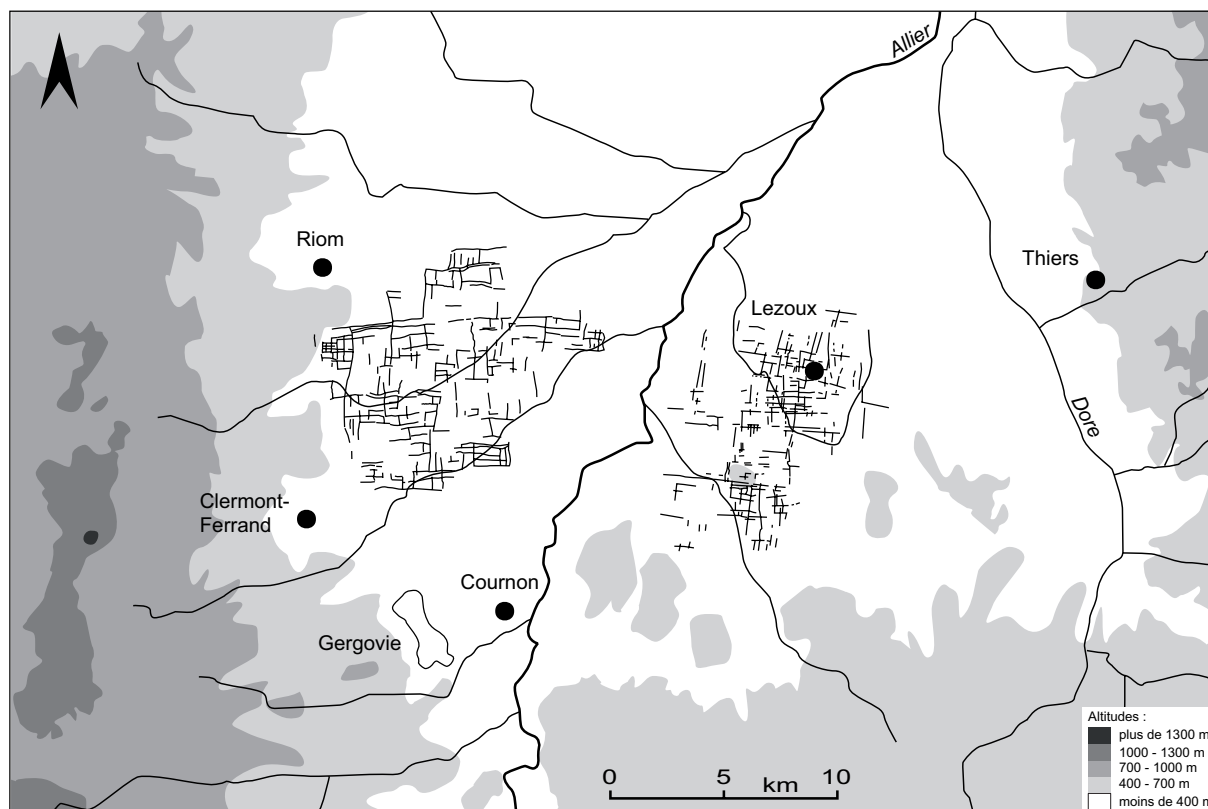 Allier
Riom
Thiers
Lezoux
Dore
Clermont-
Ferrand
Cournon
Gergovie
Altitudes :
plus de 1300 m
1000 - 1300 m
700 - 1000 m
400 - 700 m
moins de 400 m
0 5 10
km